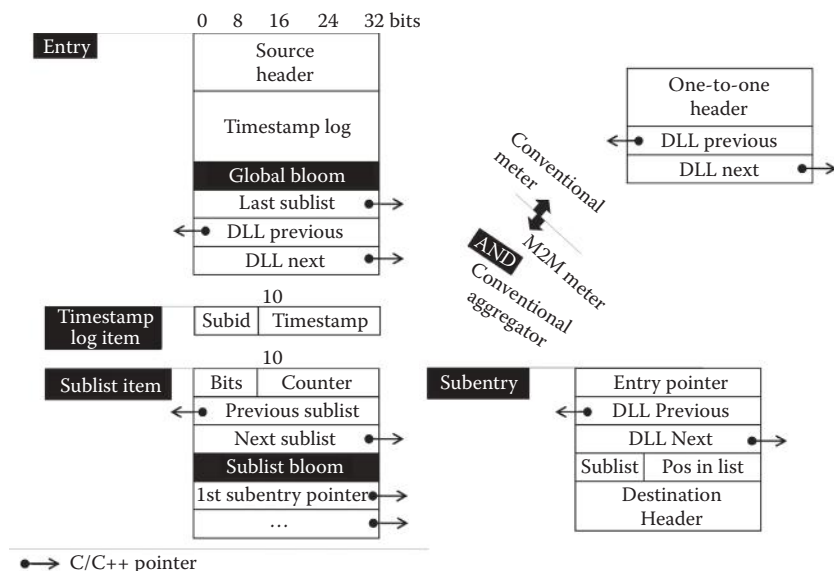 0 8 16 24 32 bits
Entry
Source
header
Timestamp log
Global bloom
Last sublist
DLL previous
DLL next
One-to-one
header
DLL previous
DLL next
Conventional
meter
M2M meter
AND
Conventional
aggregator
10
Timestamp
log item
Subid Timestamp
10
Sublist item
Bits Counter
Previous sublist
Next sublist
Sublist bloom
1st subentry pointer
...
Subentry
Entry pointer
DLL Previous
DLL Next
Sublist Pos in list
Destination
Header
C/C++ pointer